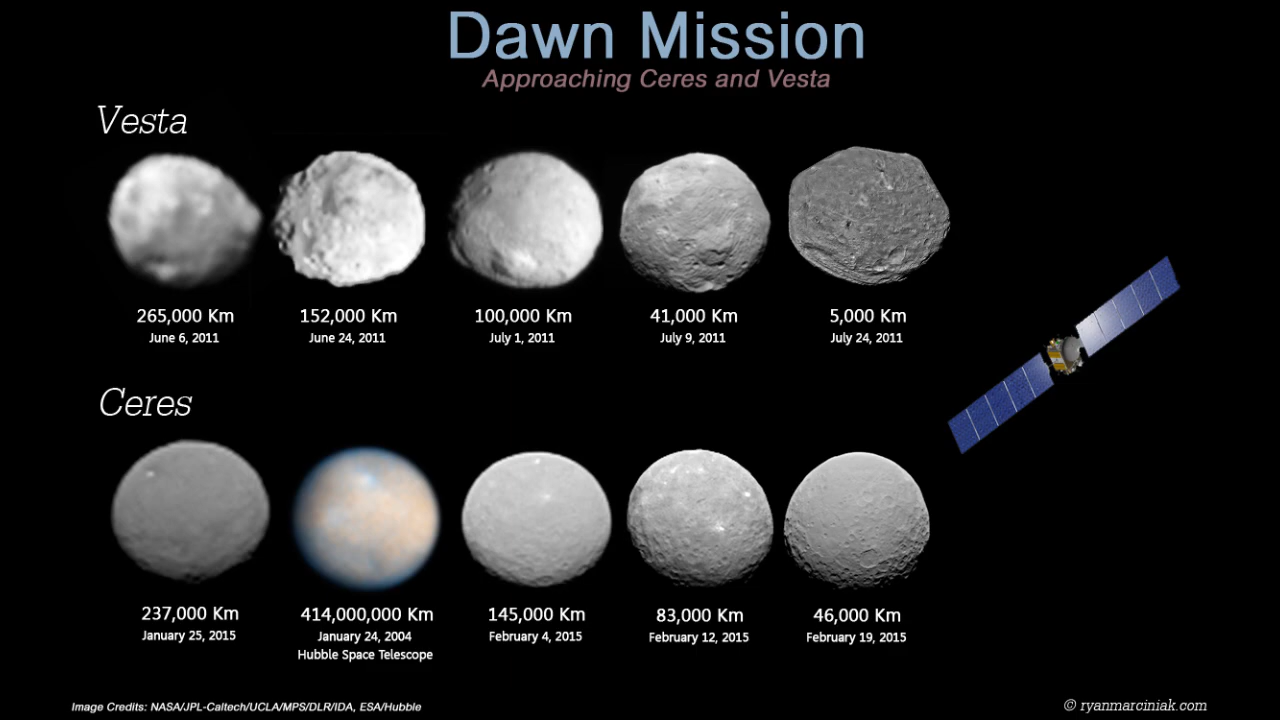 Dawn Mission
Approaching Ceres and Vesta
Vesta
265,000 Km
June 6, 2011
152,000 Km
June 24, 2011
100,000 Km
July 1, 2011
41,000 Km
July 9, 2011
5,000 Km
July 24, 2011
Ceres
237,000 Km
January 25, 2015
414,000,000 Km
January 24, 2004
Hubble Space Telescope
145,000 Km
February 4, 2015
83,000 Km
February 12, 2015
46,000 Km
February 19, 2015
Image Credits: NASA/JPL-Caltech/UCLA/MPS/DLR/IDA, ESA/Hubble
© ryanmarciniak.com